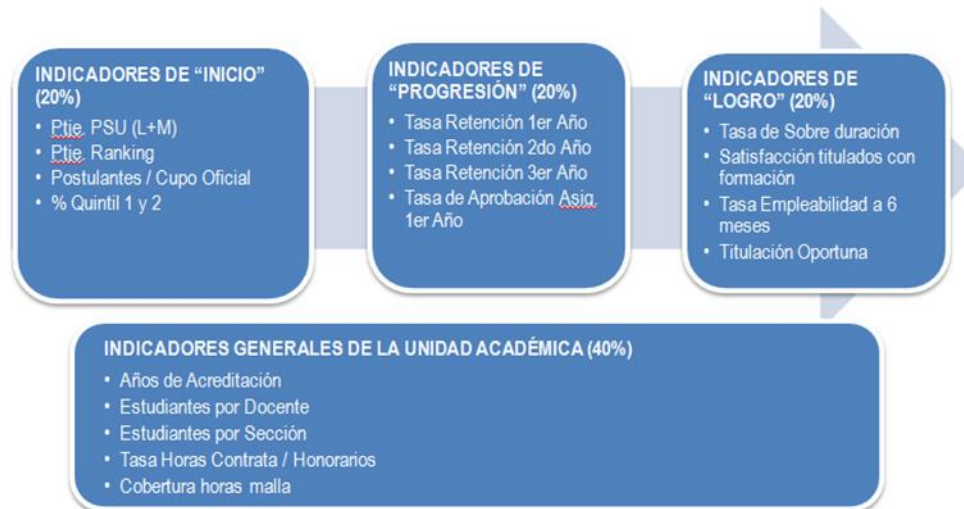 INDICADORES DE “INICIO”
(20%)
• Ptje. PSU (L+M)
• Ptje. Ranking
• Postulantes / Cupo Oficial
• % Quintil 1 y 2
INDICADORES DE
“PROGRESIÓN” (20%)
• Tasa Retención 1er Año
• Tasa Retención 2do Año
• Tasa Retención 3er Año
• Tasa de Aprobación Asig.
1er Año
INDICADORES DE
“LOGRO” (20%)
• Tasa de Sobre duración
• Satisfacción titulados con
formación
• Tasa Empleabilidad a 6
meses
• Titulación Oportuna
INDICADORES GENERALES DE LA UNIDAD ACADÉMICA (40%)
• Años de Acreditación
• Estudiantes por Docente
• Estudiantes por Sección
• Tasa Horas Contrata / Honorarios
• Cobertura horas malla